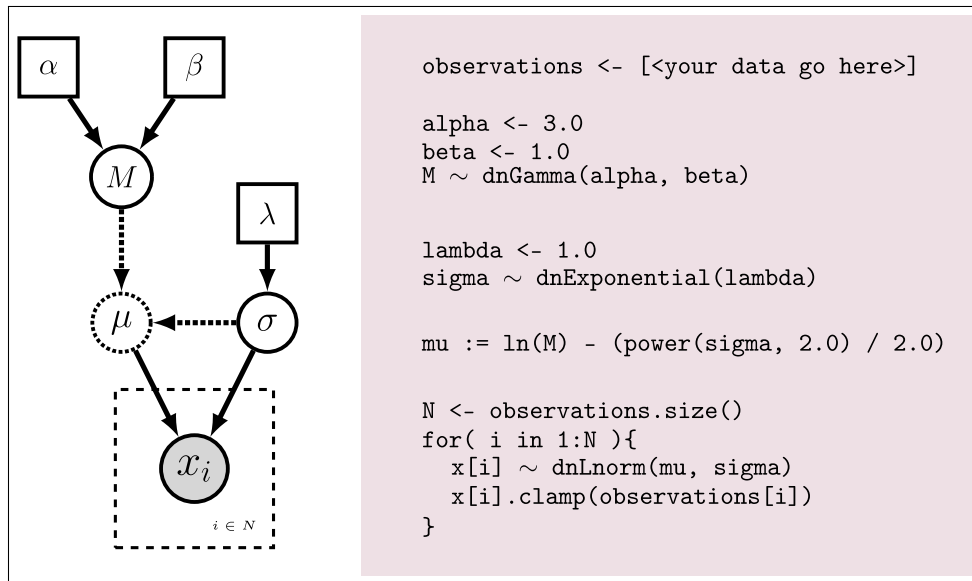 α
β
M
λ
μ
σ
xᵢ
i ∈ N
observations <- [<your data go here>]
alpha <- 3.0
beta <- 1.0
M ∼ dnGamma(alpha, beta)
lambda <- 1.0
sigma ∼ dnExponential(lambda)
mu := ln(M) - (power(sigma, 2.0) / 2.0)
N <- observations.size()
for( i in 1:N ){
x[i] ∼ dnLnorm(mu, sigma)
x[i].clamp(observations[i])
}